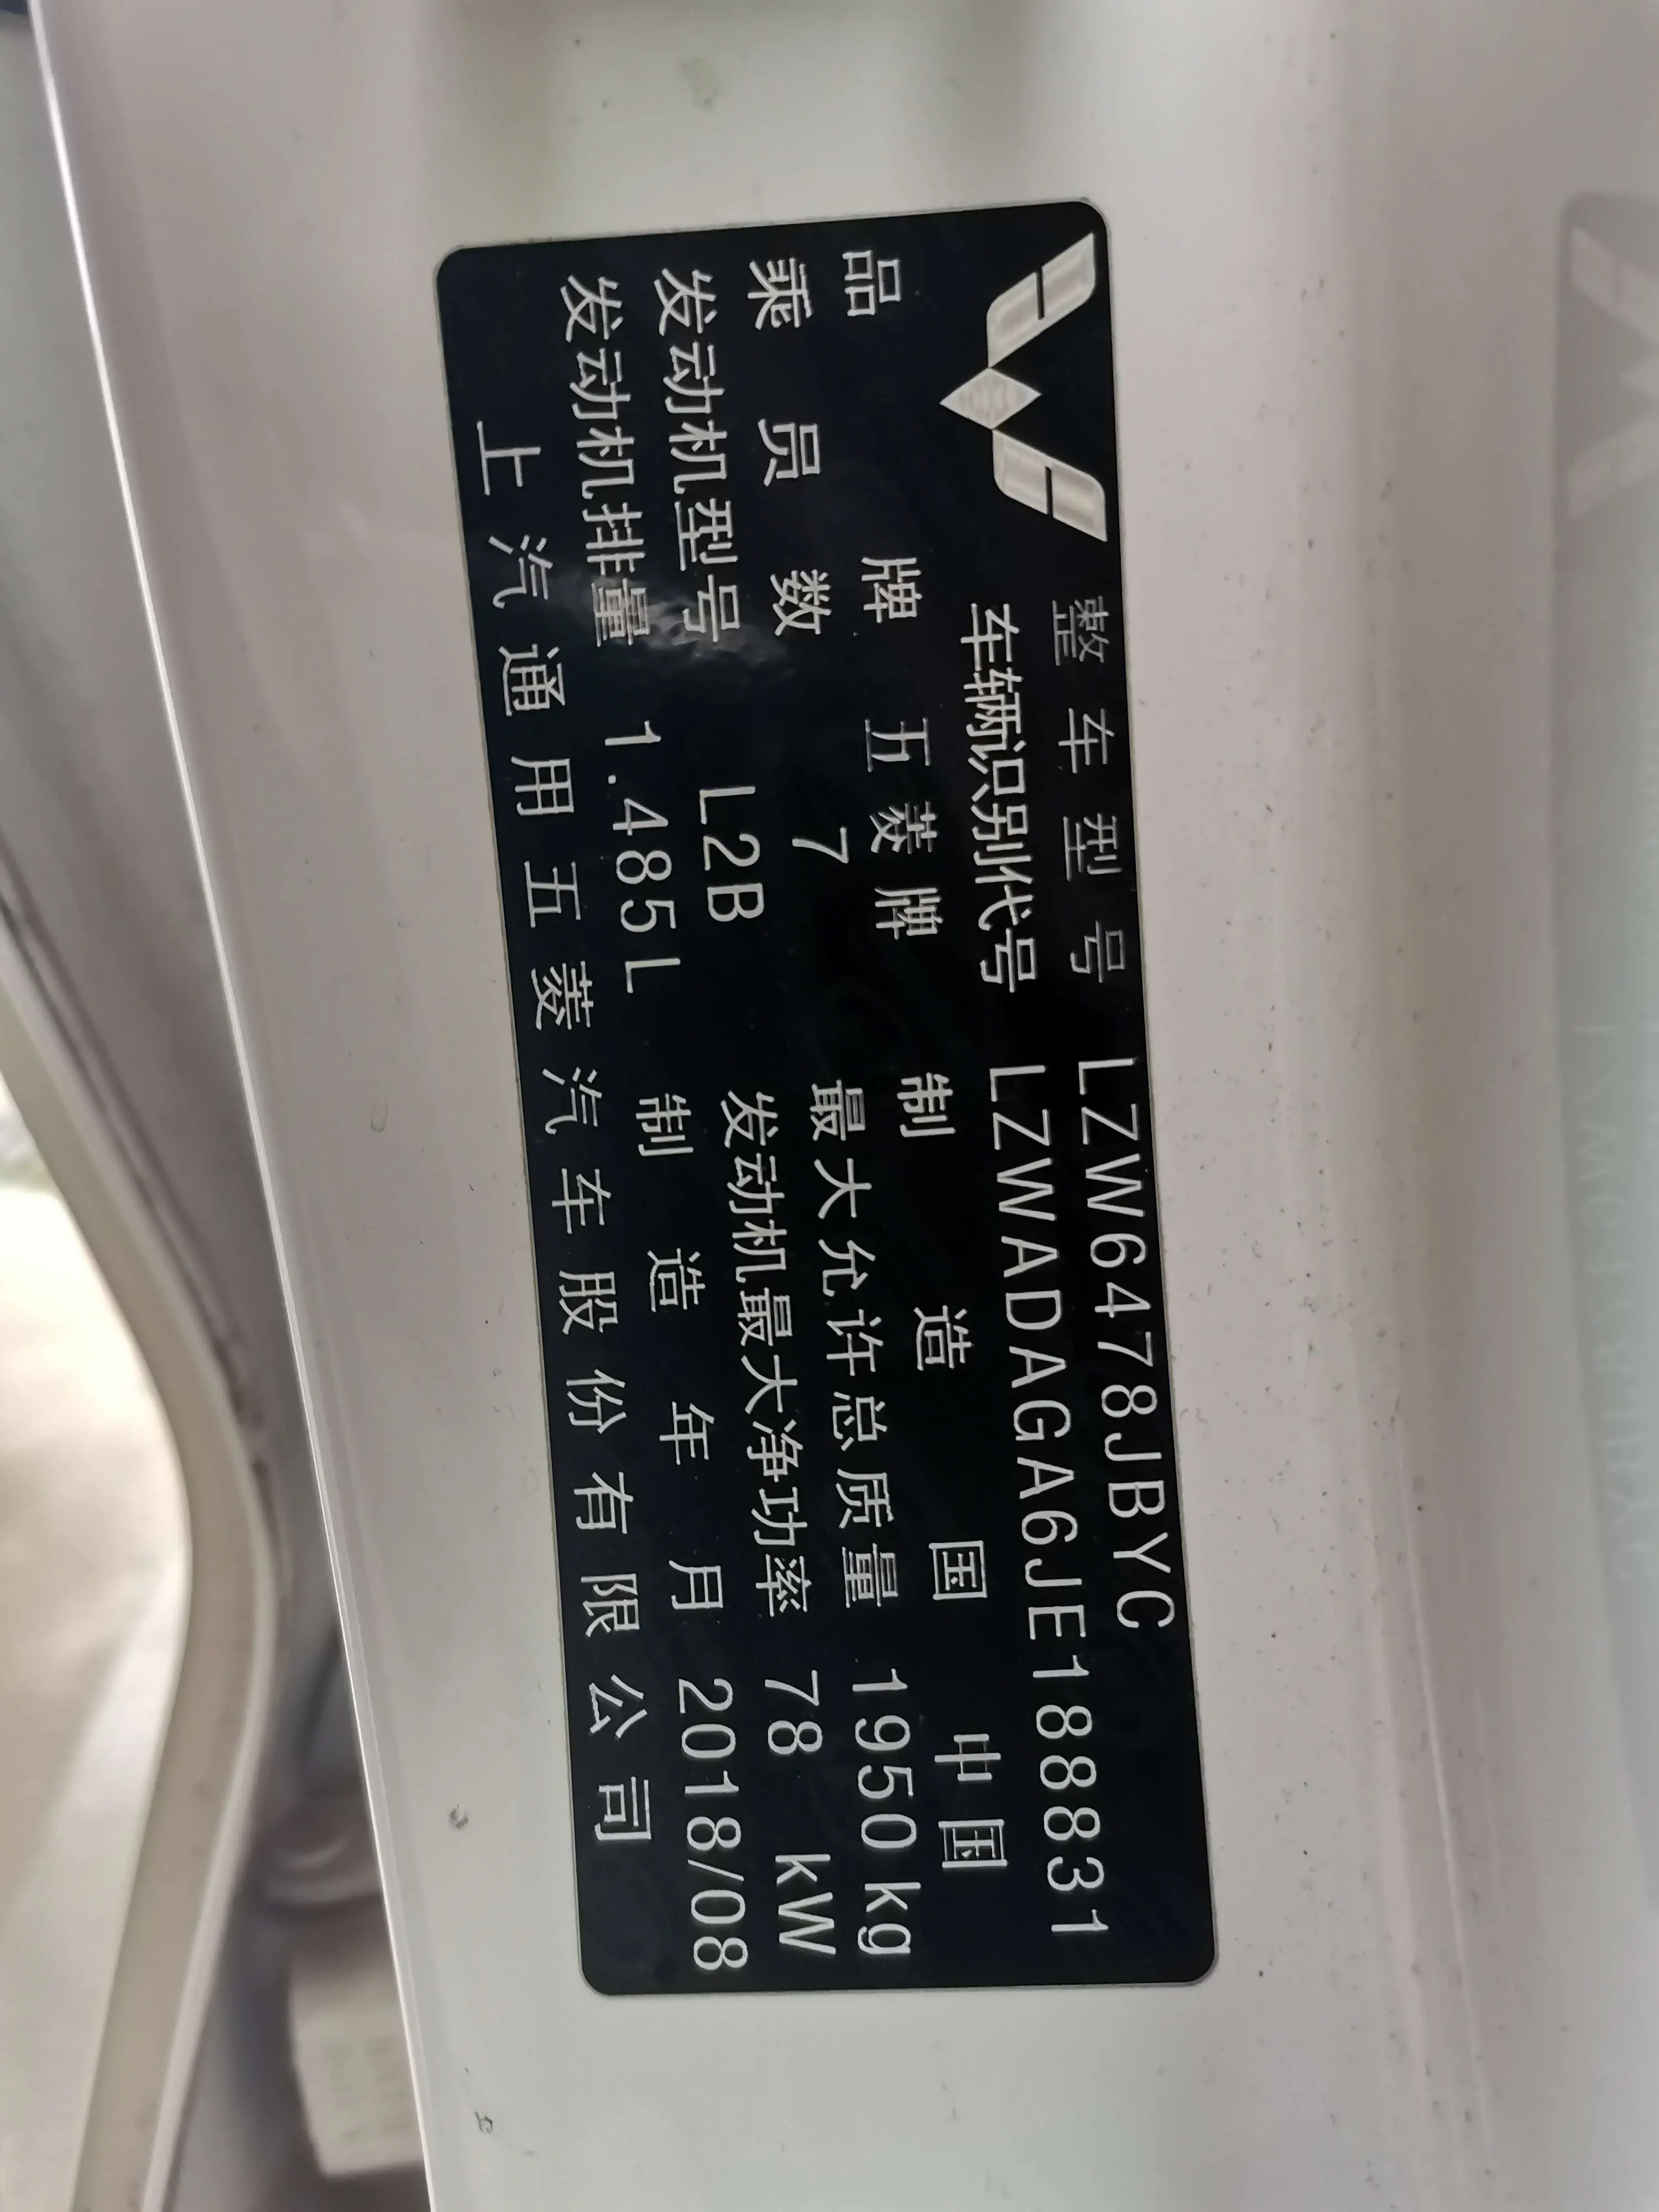 整车型号 LZW6478JBYC
车辆识别代号 LZWADAGA6JE188831
品牌 五菱牌 制造国 中国
乘员数 7 最大允许总质量 1950kg
发动机型号 L2B 发动机最大净功率 78 kW
发动机排量 1.485L 制造年月 2018/08
上汽通用五菱汽车股份有限公司